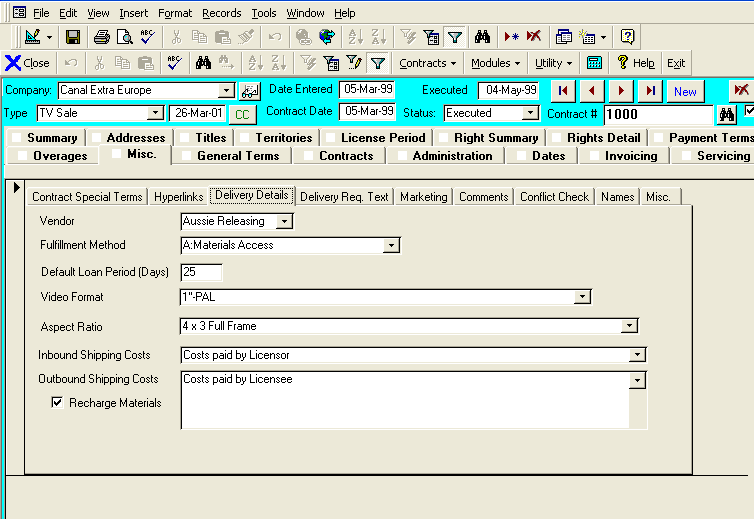 File Edit View Insert Format Records Tools Window Help
Close Contracts Modules Utility ? Help Exit
Company: Canal Extra Europe Date Entered 05-Mar-99 Executed 04-May-99 New
Type TV Sale 26-Mar-01 CC Contract Date 05-Mar-99 Status: Executed Contract # 1000
Summary Addresses Titles Territories License Period Right Summary Rights Detail Payment Terms
Overages Misc. General Terms Contracts Administration Dates Invoicing Servicing
Contract Special Terms Hyperlinks Delivery Details Delivery Req. Text Marketing Comments Conflict Check Names Misc.
Vendor Aussie Releasing
Fulfillment Method A:Materials Access
Default Loan Period (Days) 25
Video Format 1"-PAL
Aspect Ratio 4 x 3 Full Frame
Inbound Shipping Costs Costs paid by Licensor
Outbound Shipping Costs Costs paid by Licensee
Recharge Materials